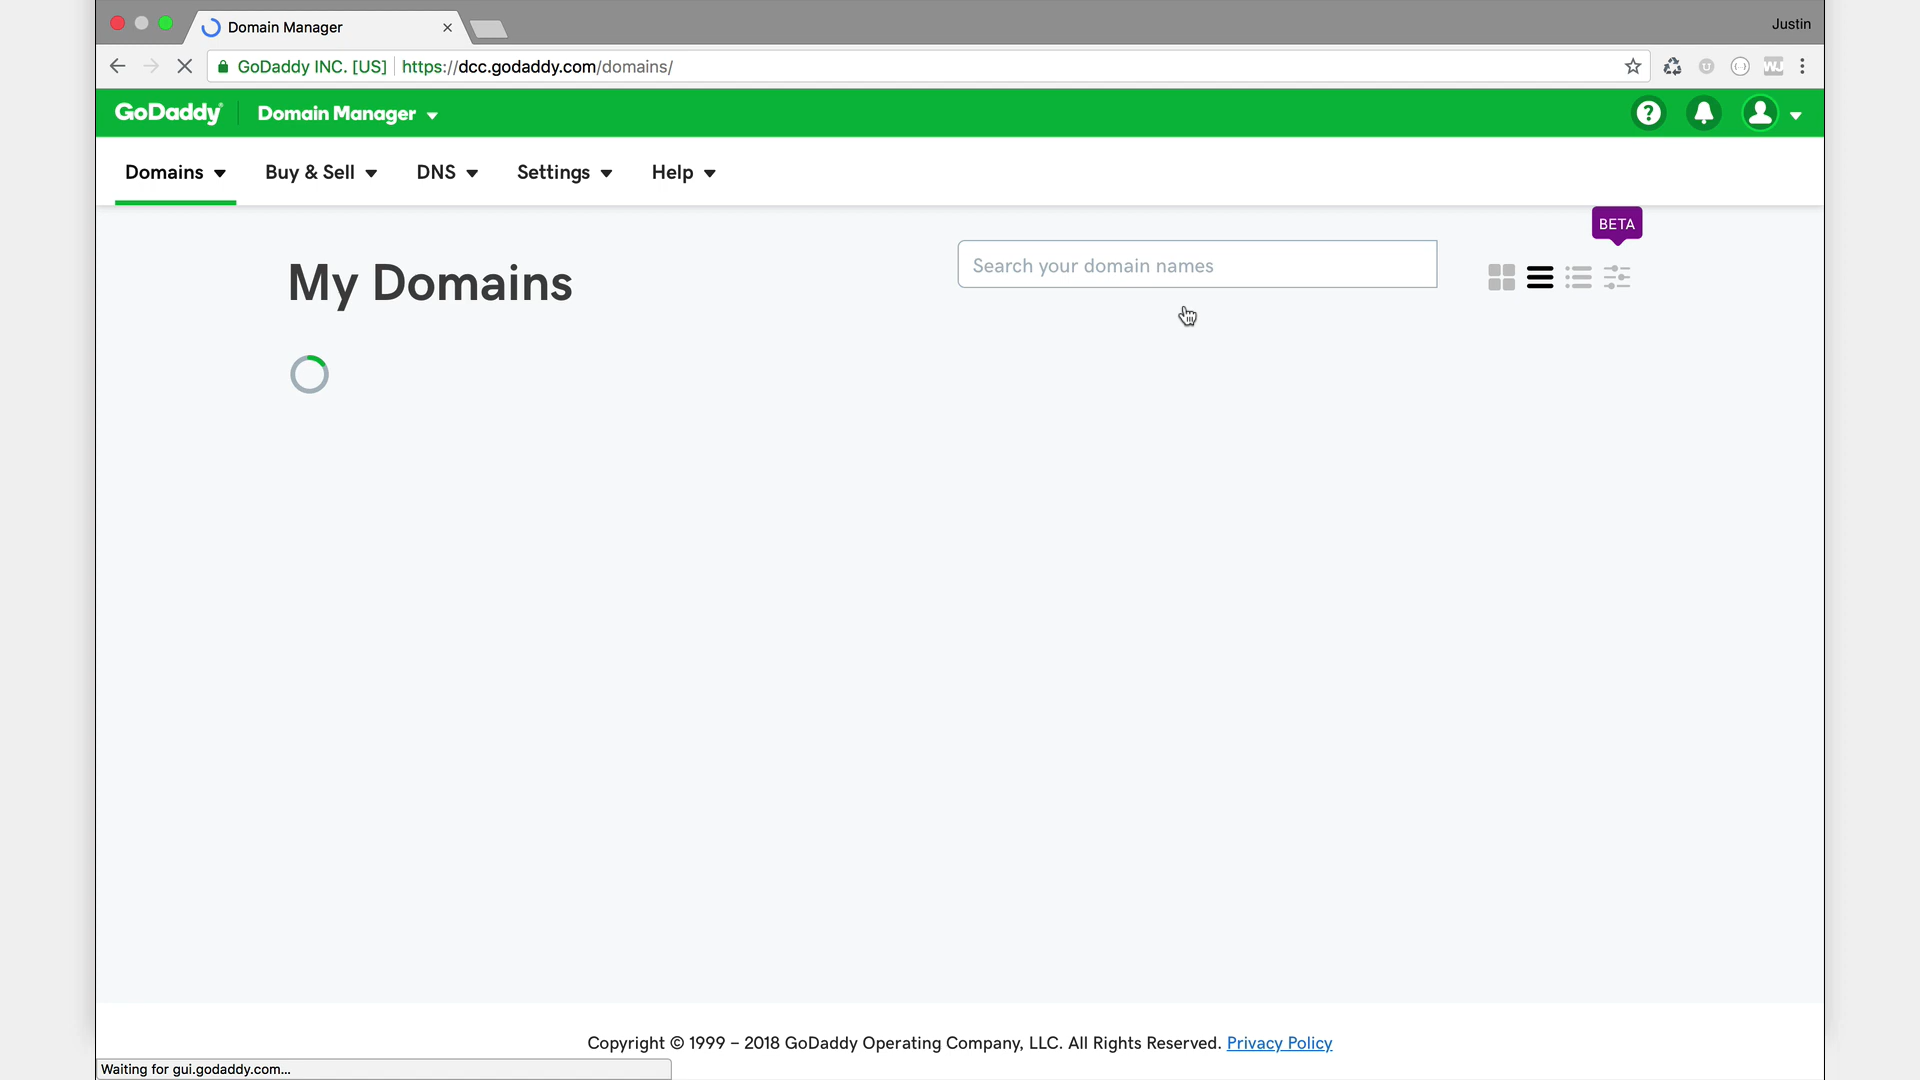 Domain Manager
Justin
GoDaddy INC. [US] https://dcc.godaddy.com/domains/
GoDaddy Domain Manager
Domains Buy & Sell DNS Settings Help
BETA
My Domains
Search your domain names
Copyright © 1999 – 2018 GoDaddy Operating Company, LLC. All Rights Reserved. Privacy Policy
Waiting for gui.godaddy.com...